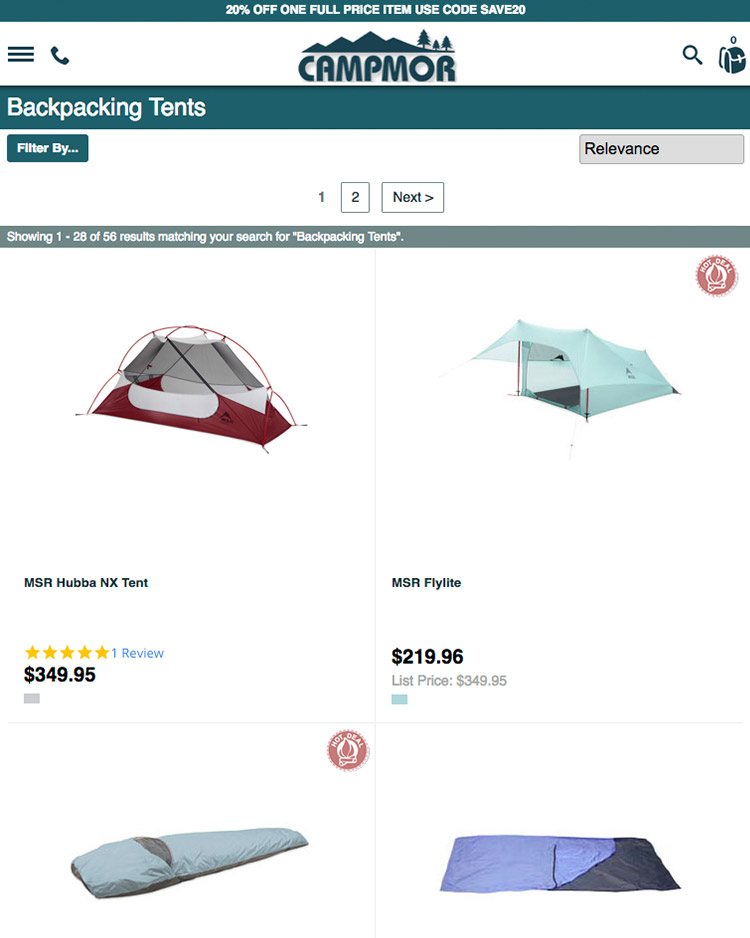 20% OFF ONE FULL PRICE ITEM USE CODE SAVE20
0
CAMPMOR
Backpacking Tents
Filter By...
Relevance
1 2 Next >
Showing 1 - 28 of 56 results matching your search for "Backpacking Tents".
HOT DEAL
MSR
MSR Hubba NX Tent
MSR Flylite
1 Review
$349.95
$219.96
List Price: $349.95
HOT DEAL